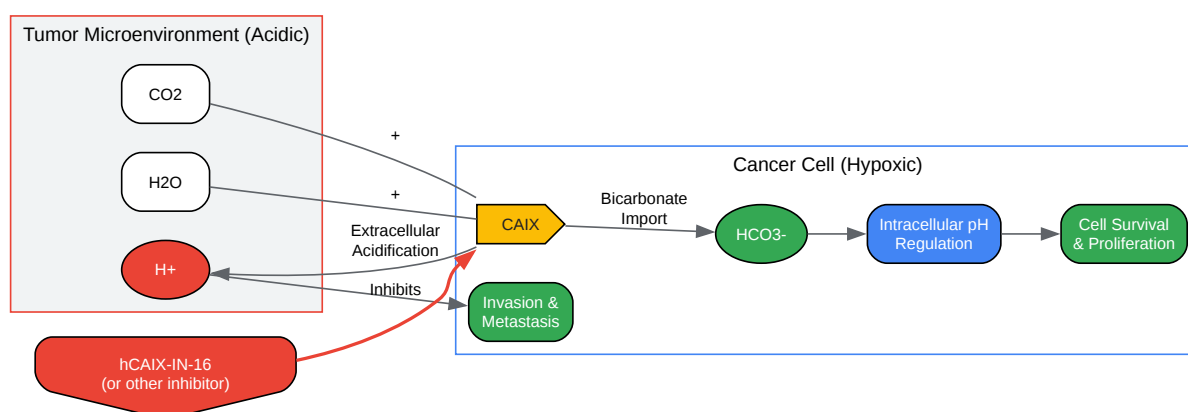 Tumor Microenvironment (Acidic)
CO2
H2O
H+
+
+
Extracellular
Acidification
Inhibits
hCAIX-IN-16
(or other inhibitor)
Cancer Cell (Hypoxic)
CAIX
Bicarbonate
Import
HCO3-
Intracellular pH
Regulation
Cell Survival
& Proliferation
Invasion &
Metastasis